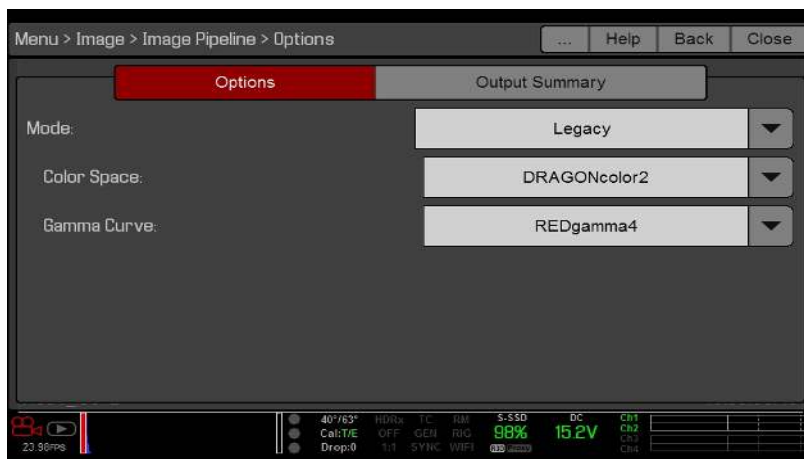 Menu > Image > Image Pipeline > Options ... Help Back Close
Options Output Summary
Mode: Legacy
Color Space: DRAGONcolor2
Gamma Curve: REDgamma4
40°/63° HDRx TC RM S-SSD DC Ch1
Cal:T/E OFF GEN RIG 98% 15.2V Ch2
Ch3
23.98FPS Drop:0 1:1 SYNC WIFI Ch4